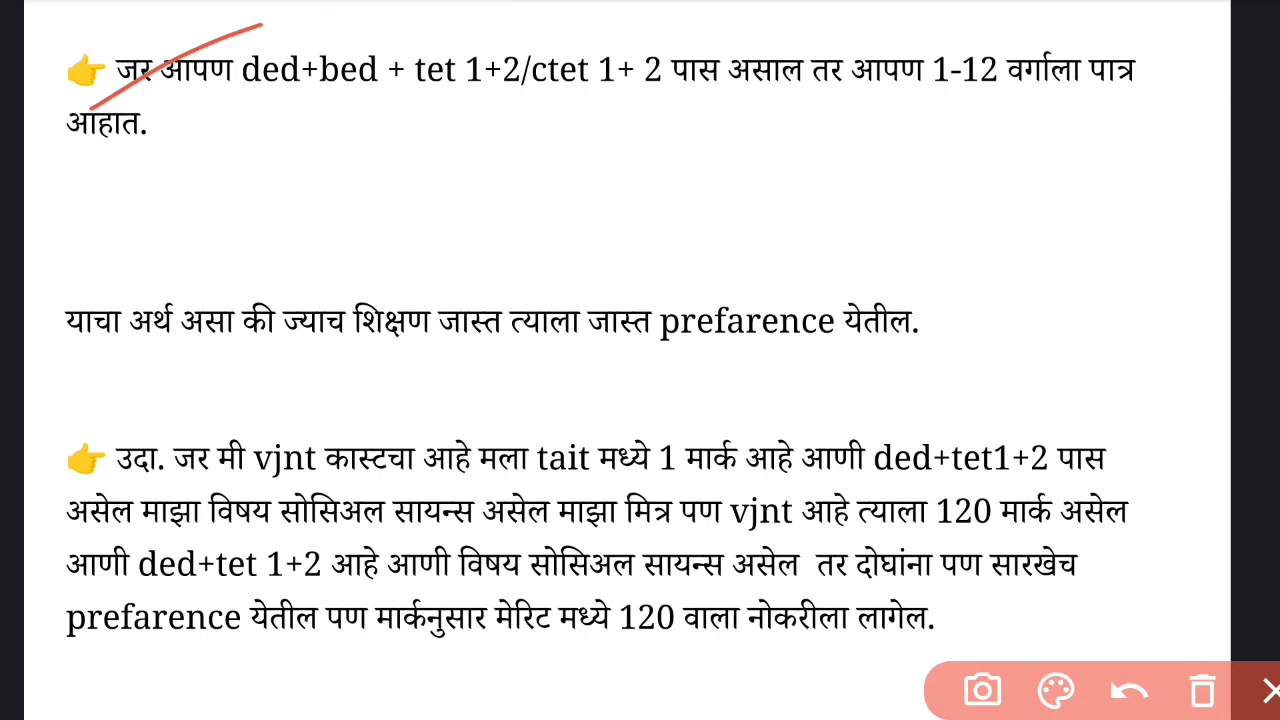 👉 जर आपण ded+bed + tet 1+2/ctet 1+ 2 पास असाल तर आपण 1-12 वर्गाला पात्र
आहात.
याचा अर्थ असा की ज्याच शिक्षण जास्त त्याला जास्त prefarence येतील.
👉 उदा. जर मी vjnt कास्टचा आहे मला tait मध्ये 1 मार्क आहे आणी ded+tet1+2 पास
असेल माझा विषय सोसिअल सायन्स असेल माझा मित्र पण vjnt आहे त्याला 120 मार्क असेल
आणी ded+tet 1+2 आहे आणी विषय सोसिअल सायन्स असेल तर दोघांना पण सारखेच
prefarence येतील पण मार्कनुसार मेरिट मध्ये 120 वाला नोकरीला लागेल.